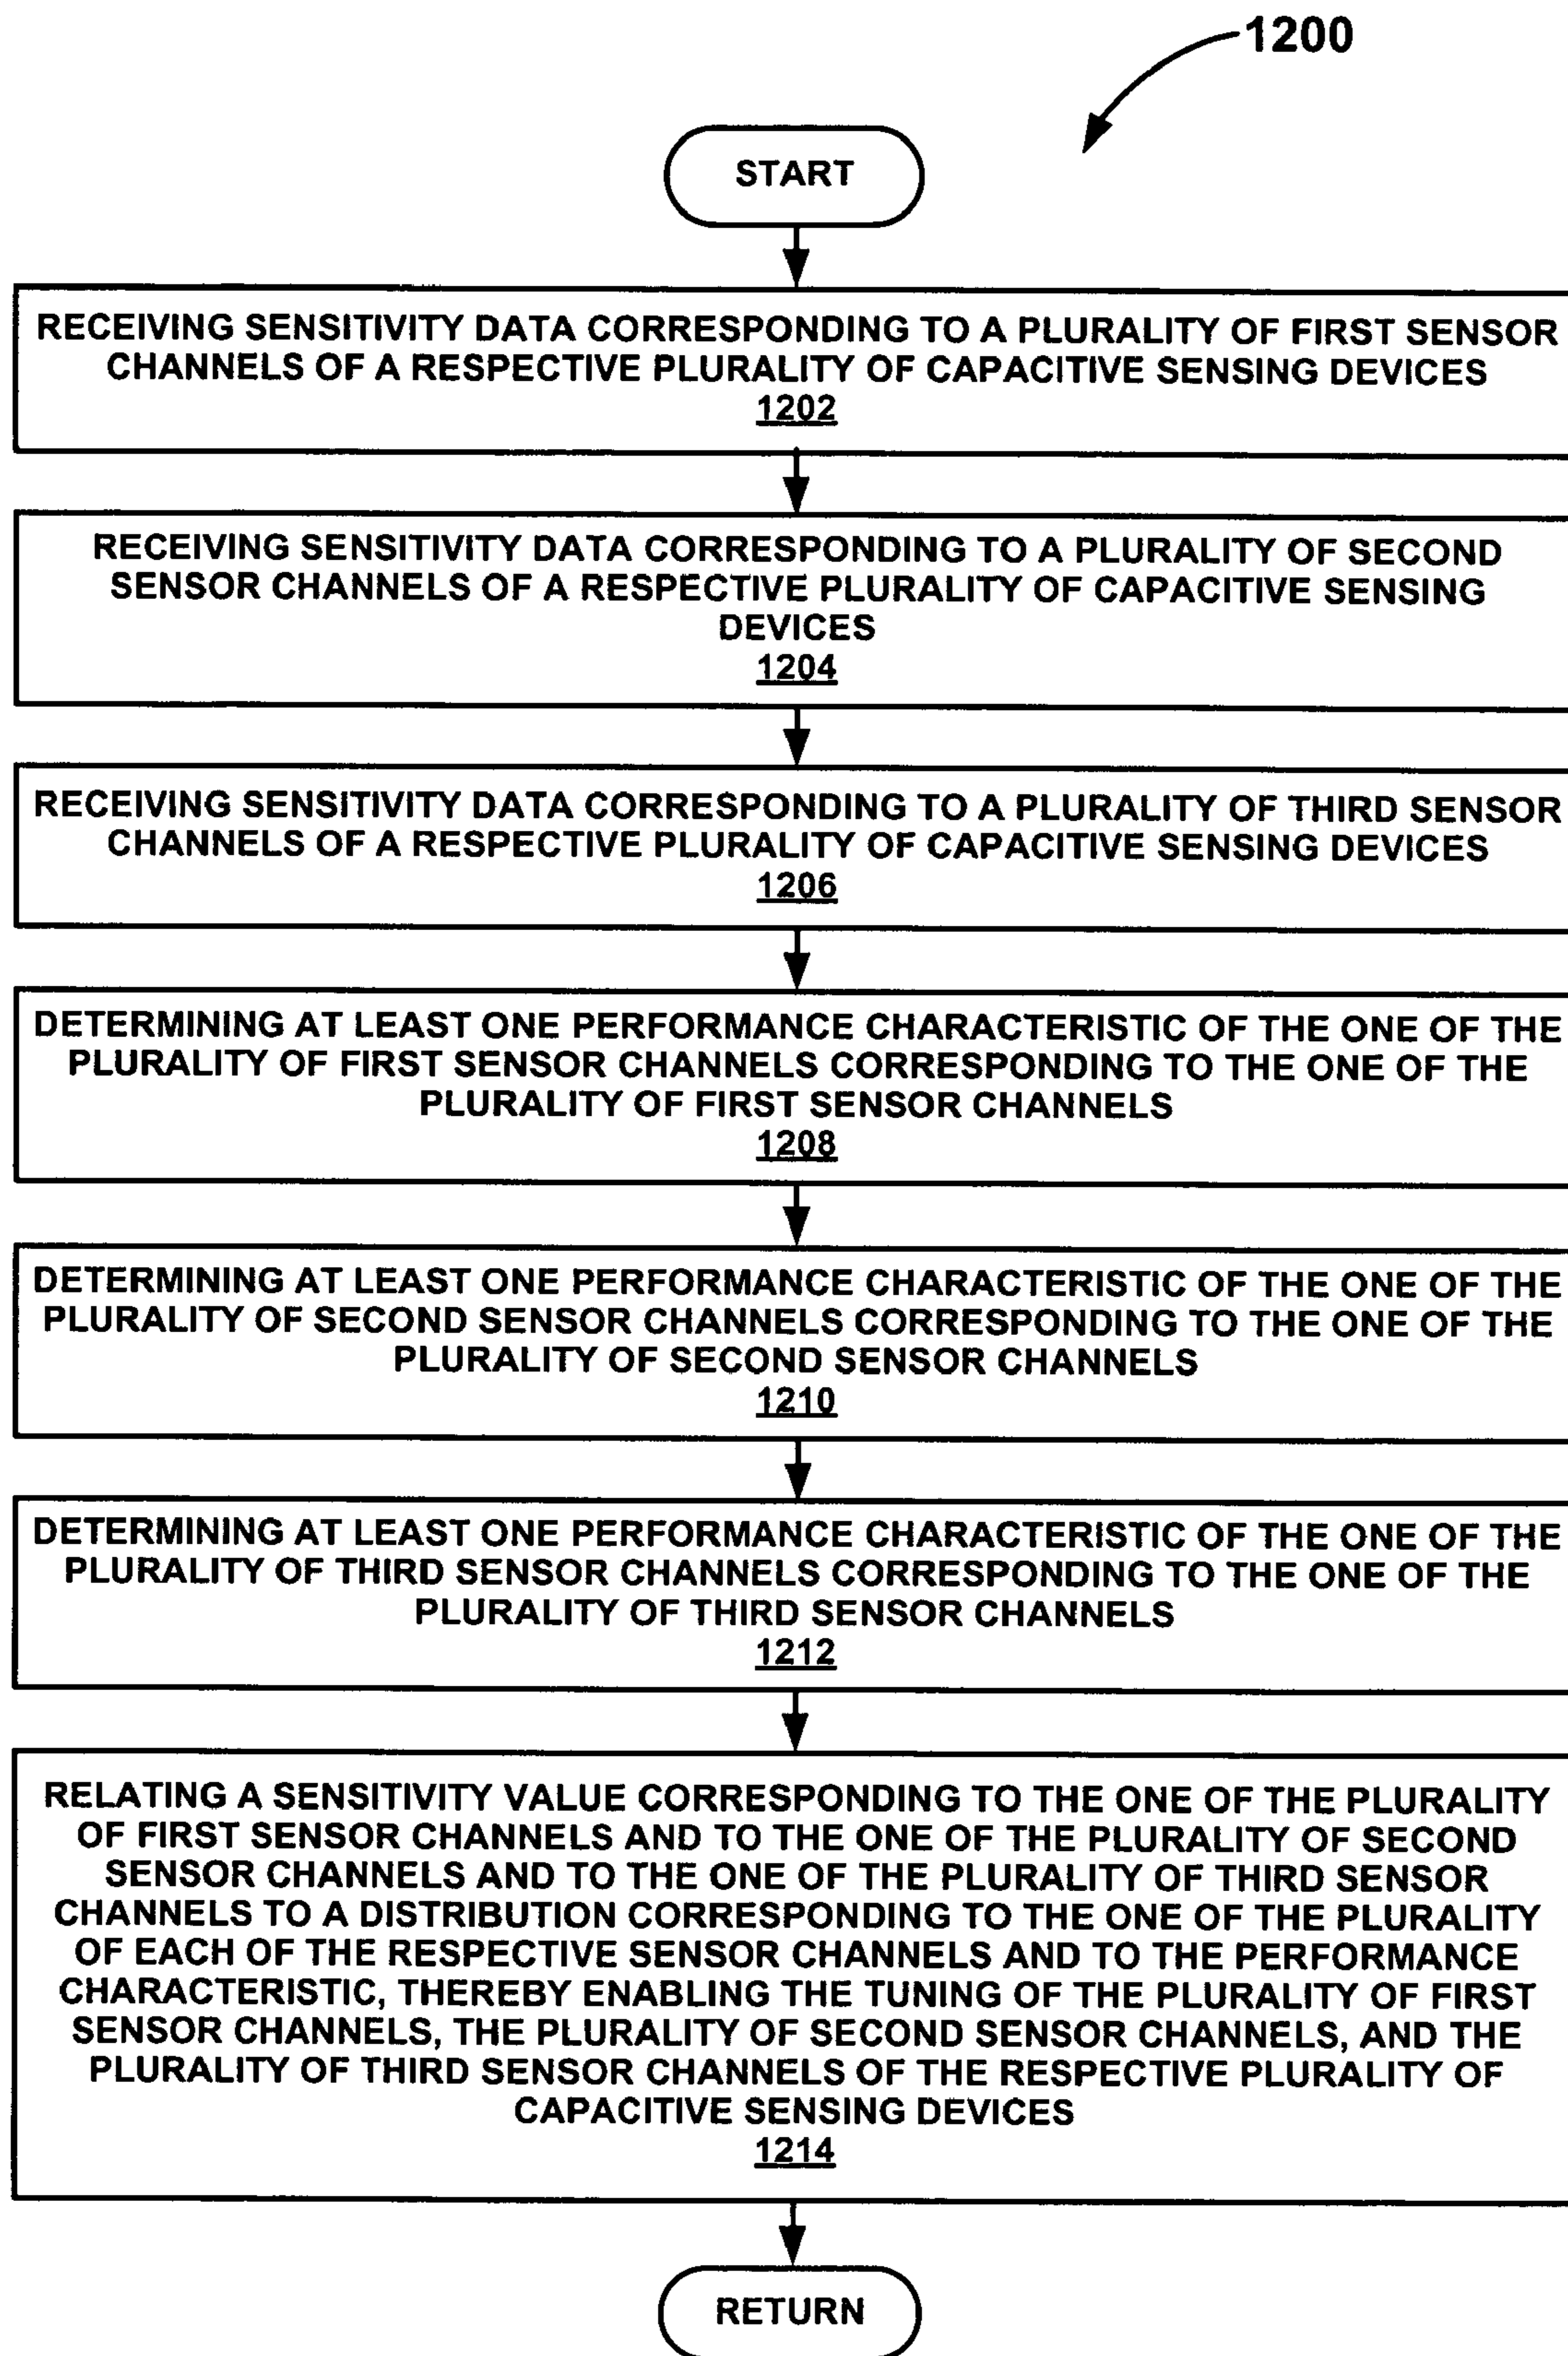 1200
START
RECEIVING SENSITIVITY DATA CORRESPONDING TO A PLURALITY OF FIRST SENSOR
CHANNELS OF A RESPECTIVE PLURALITY OF CAPACITIVE SENSING DEVICES
1202
RECEIVING SENSITIVITY DATA CORRESPONDING TO A PLURALITY OF SECOND
SENSOR CHANNELS OF A RESPECTIVE PLURALITY OF CAPACITIVE SENSING
DEVICES
1204
RECEIVING SENSITIVITY DATA CORRESPONDING TO A PLURALITY OF THIRD SENSOR
CHANNELS OF A RESPECTIVE PLURALITY OF CAPACITIVE SENSING DEVICES
1206
DETERMINING AT LEAST ONE PERFORMANCE CHARACTERISTIC OF THE ONE OF THE
PLURALITY OF FIRST SENSOR CHANNELS CORRESPONDING TO THE ONE OF THE
PLURALITY OF FIRST SENSOR CHANNELS
1208
DETERMINING AT LEAST ONE PERFORMANCE CHARACTERISTIC OF THE ONE OF THE
PLURALITY OF SECOND SENSOR CHANNELS CORRESPONDING TO THE ONE OF THE
PLURALITY OF SECOND SENSOR CHANNELS
1210
DETERMINING AT LEAST ONE PERFORMANCE CHARACTERISTIC OF THE ONE OF THE
PLURALITY OF THIRD SENSOR CHANNELS CORRESPONDING TO THE ONE OF THE
PLURALITY OF THIRD SENSOR CHANNELS
1212
RELATING A SENSITIVITY VALUE CORRESPONDING TO THE ONE OF THE PLURALITY
OF FIRST SENSOR CHANNELS AND TO THE ONE OF THE PLURALITY OF SECOND
SENSOR CHANNELS AND TO THE ONE OF THE PLURALITY OF THIRD SENSOR
CHANNELS TO A DISTRIBUTION CORRESPONDING TO THE ONE OF THE PLURALITY
OF EACH OF THE RESPECTIVE SENSOR CHANNELS AND TO THE PERFORMANCE
CHARACTERISTIC, THEREBY ENABLING THE TUNING OF THE PLURALITY OF FIRST
SENSOR CHANNELS, THE PLURALITY OF SECOND SENSOR CHANNELS, AND THE
PLURALITY OF THIRD SENSOR CHANNELS OF THE RESPECTIVE PLURALITY OF
CAPACITIVE SENSING DEVICES
1214
RETURN